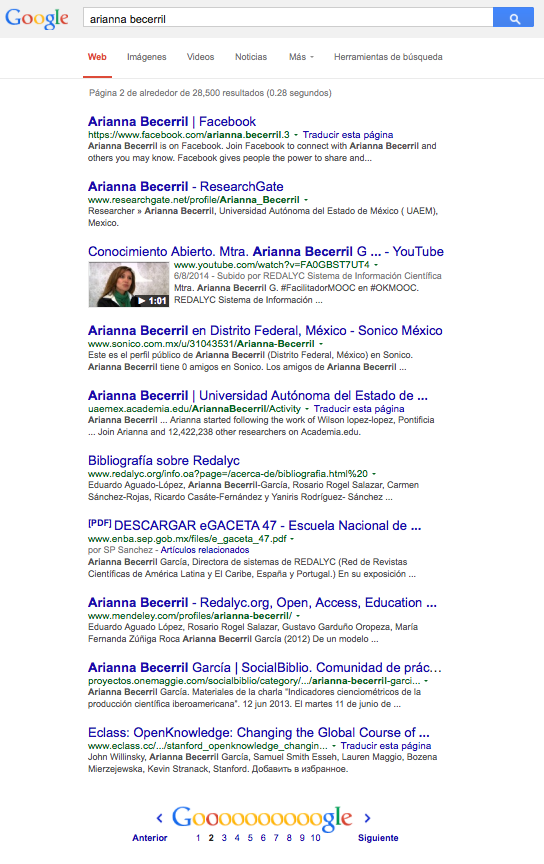 Google arianna becerril
Web Imágenes Videos Noticias Más Herramientas de búsqueda
Página 2 de alrededor de 28,500 resultados (0.28 segundos)
Arianna Becerril | Facebook
https://www.facebook.com/arianna.becerril.3 - Traducir esta página
Arianna Becerril is on Facebook. Join Facebook to connect with Arianna Becerril and
others you may know. Facebook gives people the power to share and...
Arianna Becerril - ResearchGate
www.researchgate.net/profile/Arianna_Becerril
Researcher » Arianna Becerril, Universidad Autónoma del Estado de México ( UAEM),
Mexico.
Conocimiento Abierto. Mtra. Arianna Becerril G ... - YouTube
www.youtube.com/watch?v=FA0GBST7UT4
6/8/2014 - Subido por REDALYC Sistema de Información Científica
Mtra. Arianna Becerril G. #FacilitadorMOOC en #OKMOOC.
REDALYC Sistema de Información ...
1:01
Arianna Becerril en Distrito Federal, México - Sonico México
www.sonico.com.mx/u/31043531/Arianna-Becerril
Este es el perfil público de Arianna Becerril (Distrito Federal, México) en Sonico.
Arianna Becerril tiene 0 amigos en Sonico. Los amigos de Arianna Becerril ...
Arianna Becerril | Universidad Autónoma del Estado de ...
uaemex.academia.edu/AriannaBecerril/Activity - Traducir esta página
Arianna Becerril ... Arianna started following the work of Wilson lopez-lopez, Pontificia
... Join Arianna and 12,422,238 other researchers on Academia.edu.
Bibliografía sobre Redalyc
www.redalyc.org/info.oa?page=/acerca-de/bibliografia.html%20
Eduardo Aguado-López, Arianna Becerril-García, Rosario Rogel Salazar, Carmen
Sánchez-Rojas, Ricardo Casáte-Fernández y Yaniris Rodríguez- Sánchez ...
[PDF] DESCARGAR eGACETA 47 - Escuela Nacional de ...
www.enba.sep.gob.mx/files/e_gaceta_47.pdf
por SP Sanchez - Artículos relacionados
Arianna Becerril García, Directora de sistemas de REDALYC (Red de Revistas
Científicas de América Latina y El Caribe, España y Portugal.) En su exposición ...
Arianna Becerril - Redalyc.org, Open, Access, Education ...
www.mendeley.com/profiles/arianna-becerril/
Eduardo Aguado López, Rosario Rogel Salazar, Gustavo Garduño Oropeza, María
Fernanda Zúñiga Roca Arianna Becerril García (2012) De un modelo ...
Arianna Becerril García | SocialBiblio. Comunidad de prác...
proyectos.onemaggie.com/socialbiblio/category/.../arianna-becerril-garci...
Arianna Becerril García. Materiales de la charla "Indicadores cienciométricos de la
producción científica iberoamericana". 12 jun 2013. El martes 11 de junio de ...
Eclass: OpenKnowledge: Changing the Global Course of ...
www.eclass.cc/.../stanford_openknowledge_changin... - Traducir esta página
John Willinsky, Arianna Becerril García, Samuel Smith Esseh, Lauren Maggio, Bozena
Mierzejewska, Kevin Stranack, Stanford. Добавить в избранное.
< Goooooooooogle >
Anterior 1 2 3 4 5 6 7 8 9 10 Siguiente